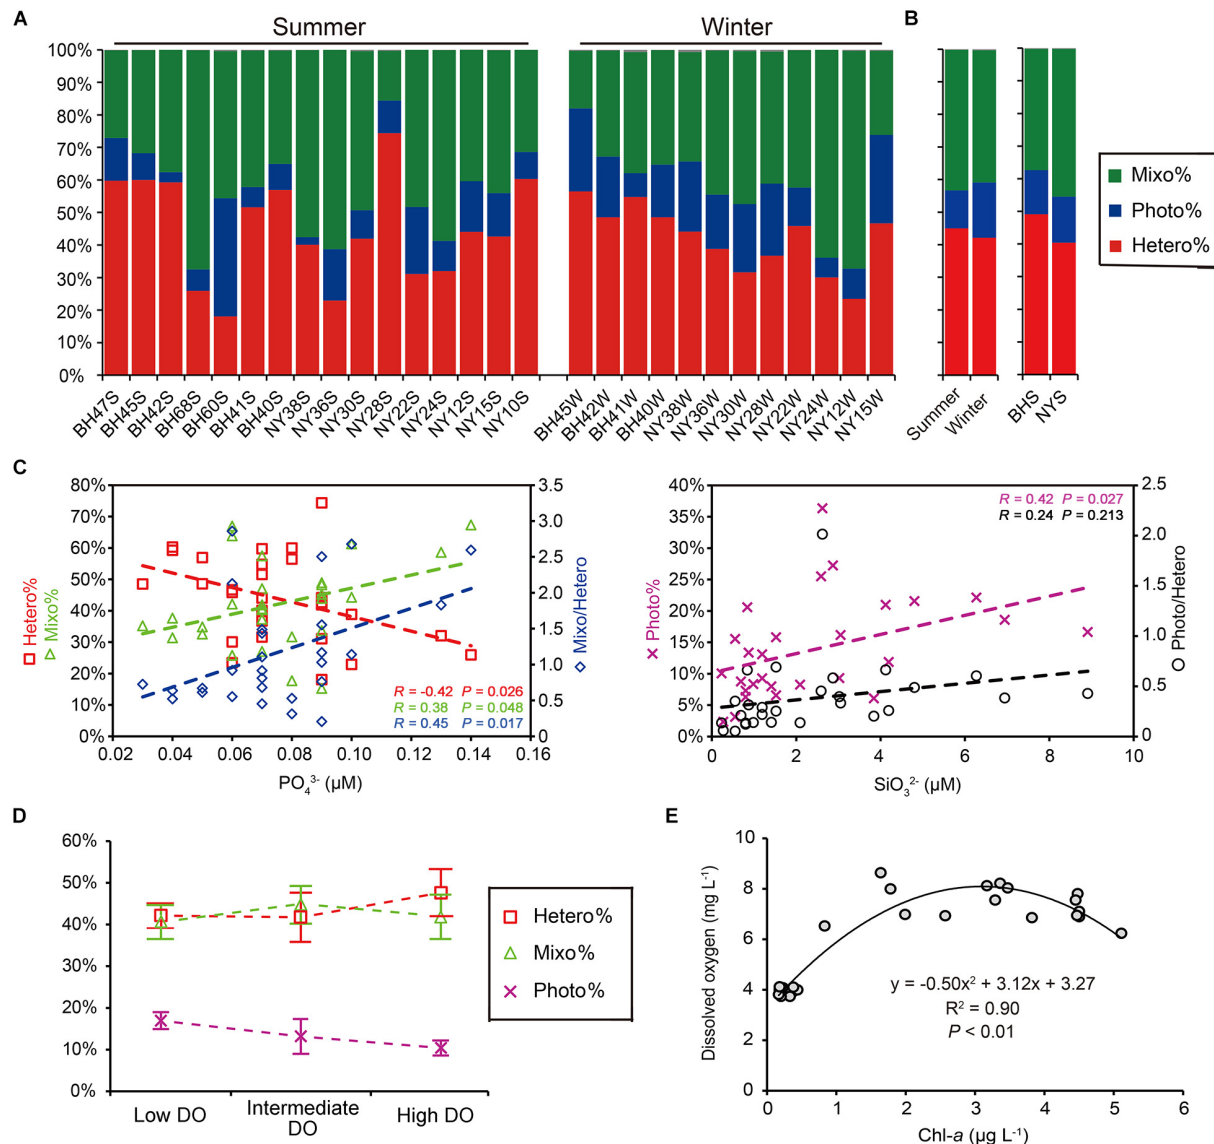 A
Summer
Winter
B
100%
90%
80%
70%
60%
50%
40%
30%
20%
10%
0%
BH47S
BH45S
BH42S
BH68S
BH60S
BH41S
BH40S
NY38S
NY36S
NY30S
NY28S
NY22S
NY24S
NY12S
NY15S
NY10S
BH45W
BH42W
BH41W
BH40W
NY38W
NY36W
NY30W
NY28W
NY22W
NY24W
NY12W
NY15W
Summer
Winter
BHS
NYS
Mixo%
Photo%
Hetero%
C
Hetero%
Mixo%
80%
70%
60%
50%
40%
30%
20%
10%
0%
0.02 0.04 0.06 0.08 0.10 0.12 0.14 0.16
PO₄³⁻ (µM)
3.5
3.0
2.5
2.0
1.5
1.0
0.5
0
Mixo/Hetero
R = -0.42 P = 0.026
R = 0.38 P = 0.048
R = 0.45 P = 0.017
Photo%
40%
35%
30%
25%
20%
15%
10%
5%
0%
0 2 4 6 8 10
SiO₃²⁻ (µM)
2.5
2.0
1.5
1.0
0.5
0
Photo/Hetero
R = 0.42 P = 0.027
R = 0.24 P = 0.213
D
60%
50%
40%
30%
20%
10%
0%
Low DO
Intermediate
DO
High DO
Hetero%
Mixo%
Photo%
E
Dissolved oxygen (mg L⁻¹)
10
8
6
4
2
0
0 1 2 3 4 5 6
Chl-a (µg L⁻¹)
y = -0.50x² + 3.12x + 3.27
R² = 0.90
P < 0.01